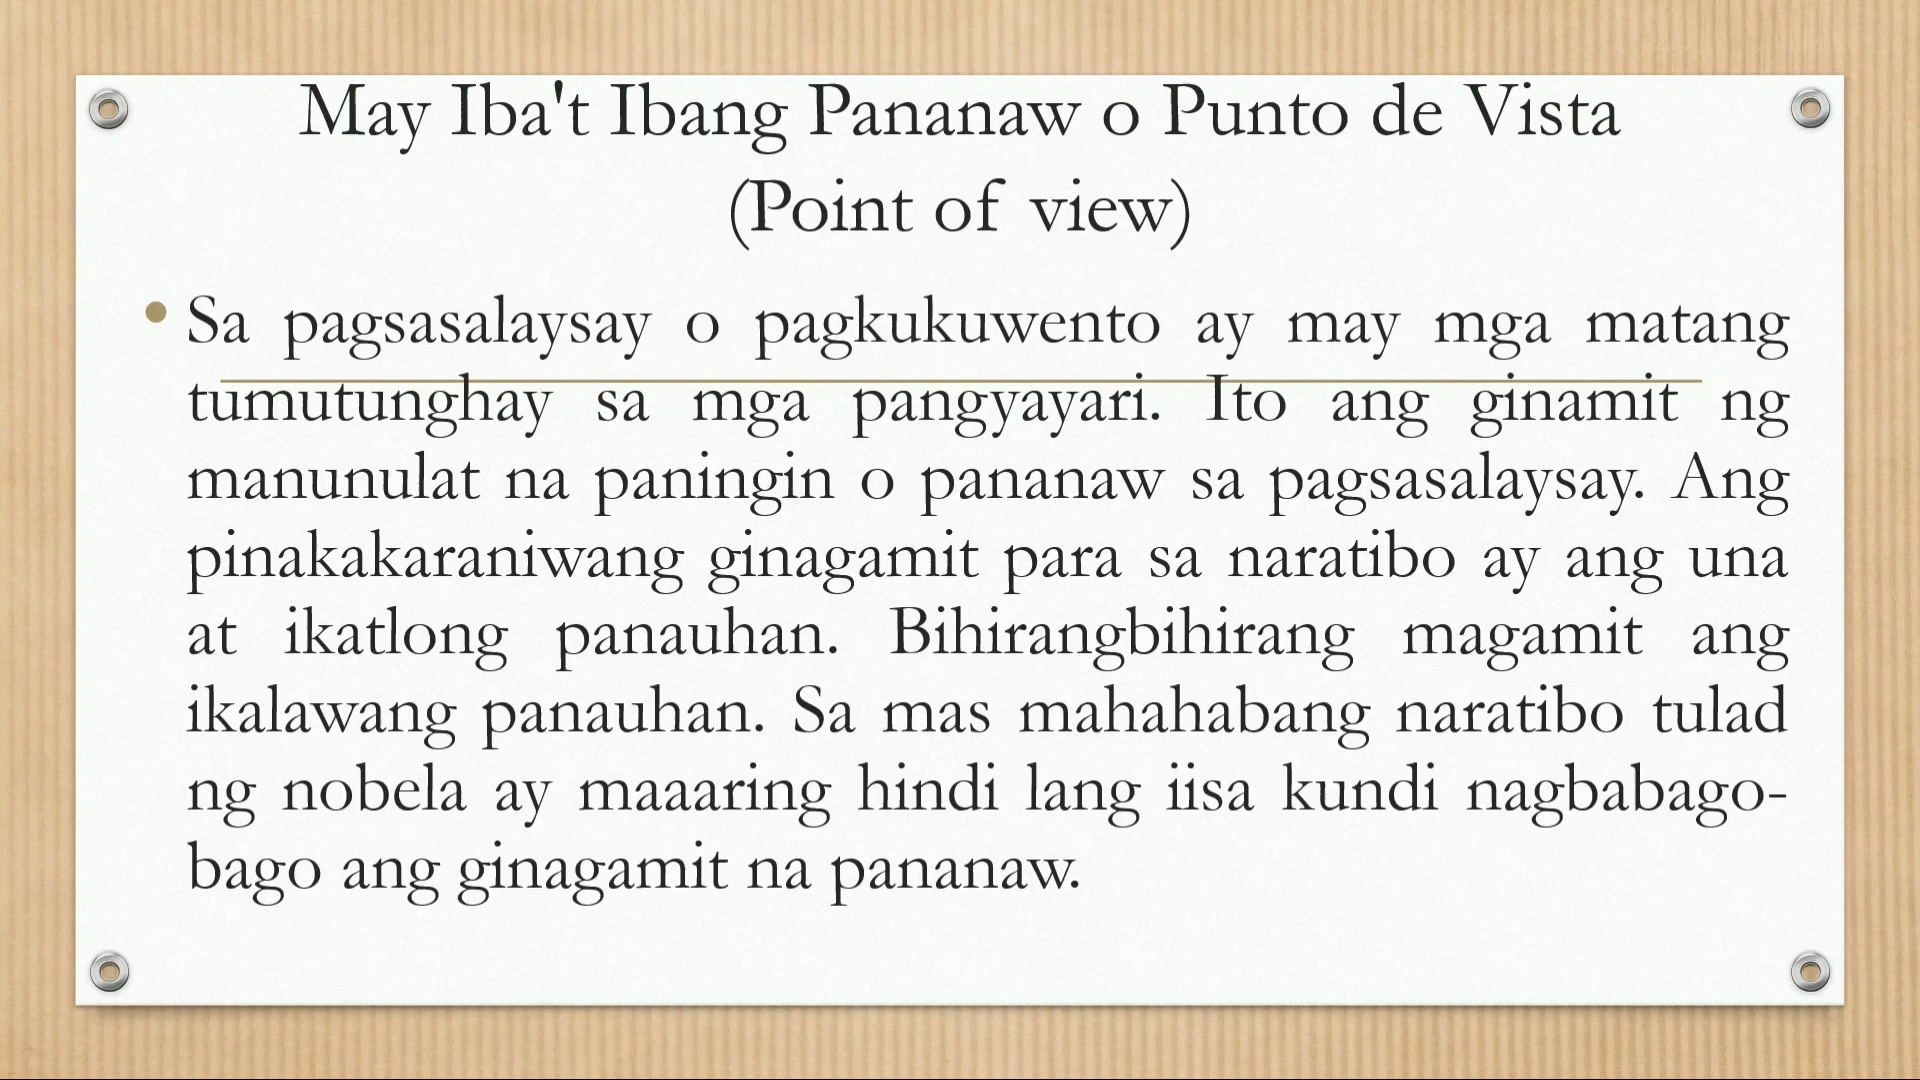 May Iba't Ibang Pananaw o Punto de Vista
(Point of view)
• Sa pagsasalaysay o pagkukuwento ay may mga matang
tumutunghay sa mga pangyayari. Ito ang ginamit ng
manunulat na paningin o pananaw sa pagsasalaysay. Ang
pinakakaraniwang ginagamit para sa naratibo ay ang una
at ikatlong panauhan. Bihirangbihirang magamit ang
ikalawang panauhan. Sa mas mahahabang naratibo tulad
ng nobela ay maaaring hindi lang iisa kundi nagbabago-
bago ang ginagamit na pananaw.